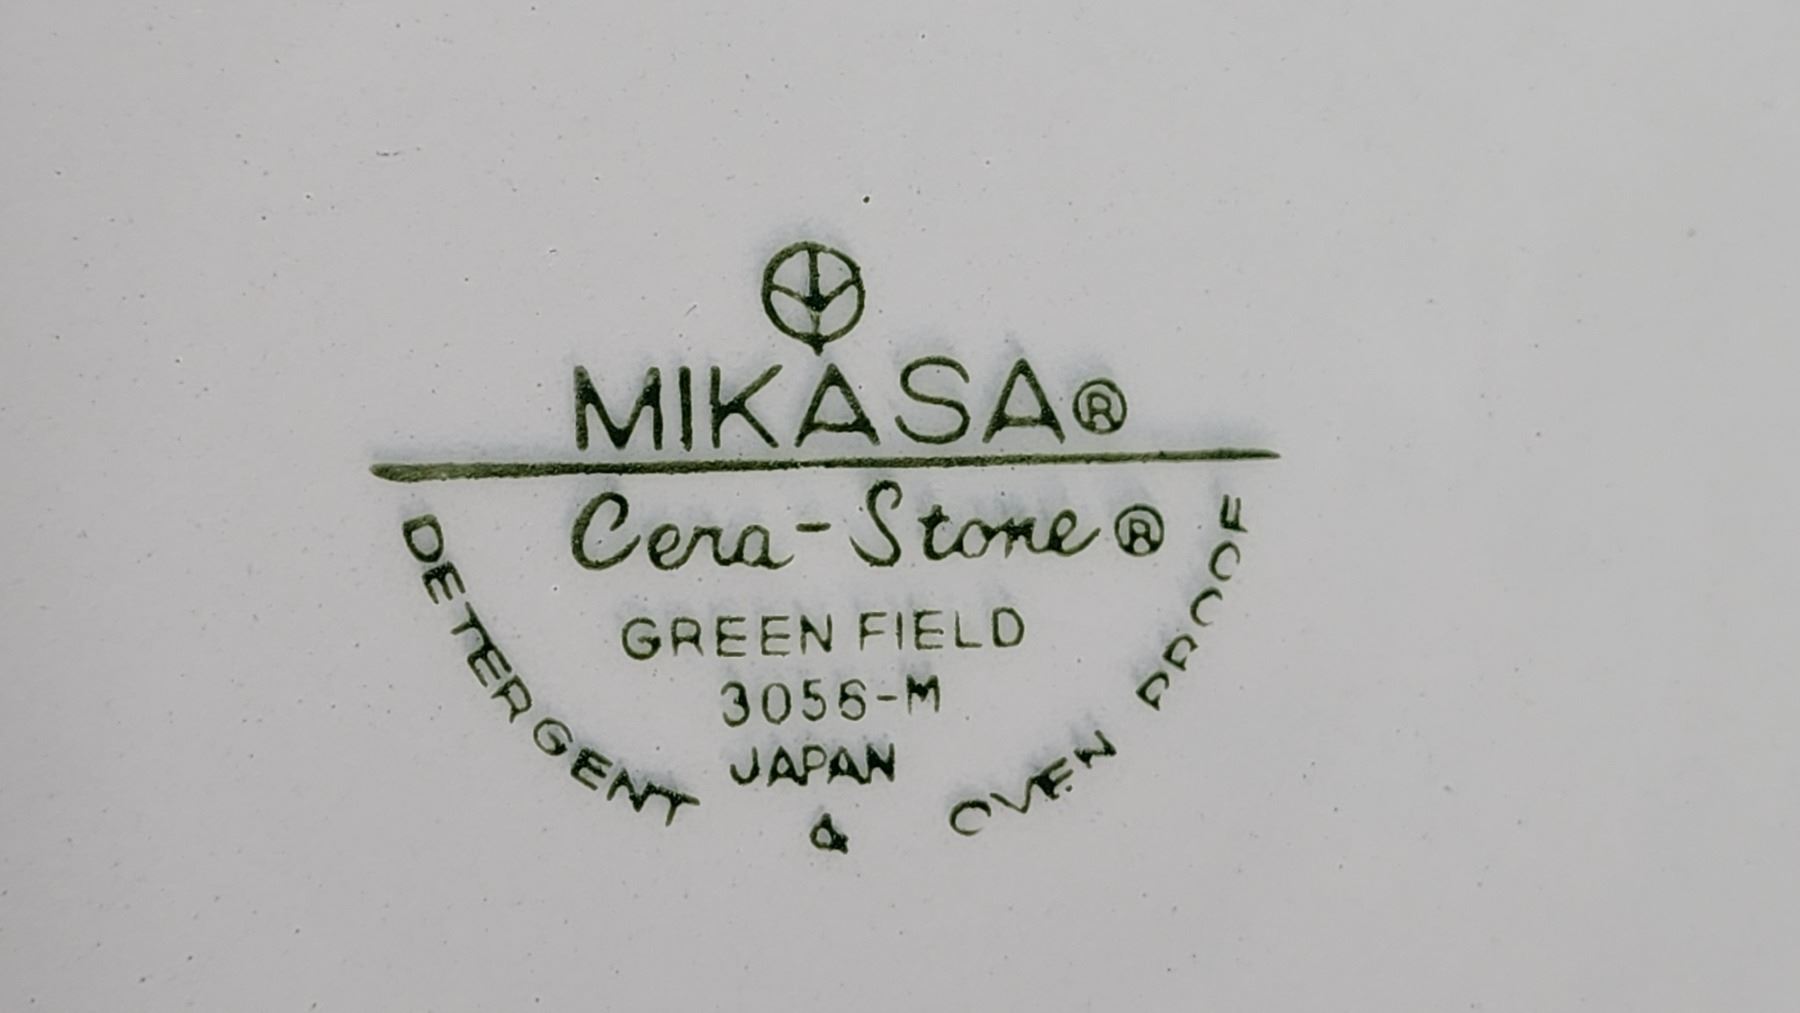 MIKASA®
Cera-Stone®
GREEN FIELD
3056-M
JAPAN
DETERGENT & OVEN PROOF